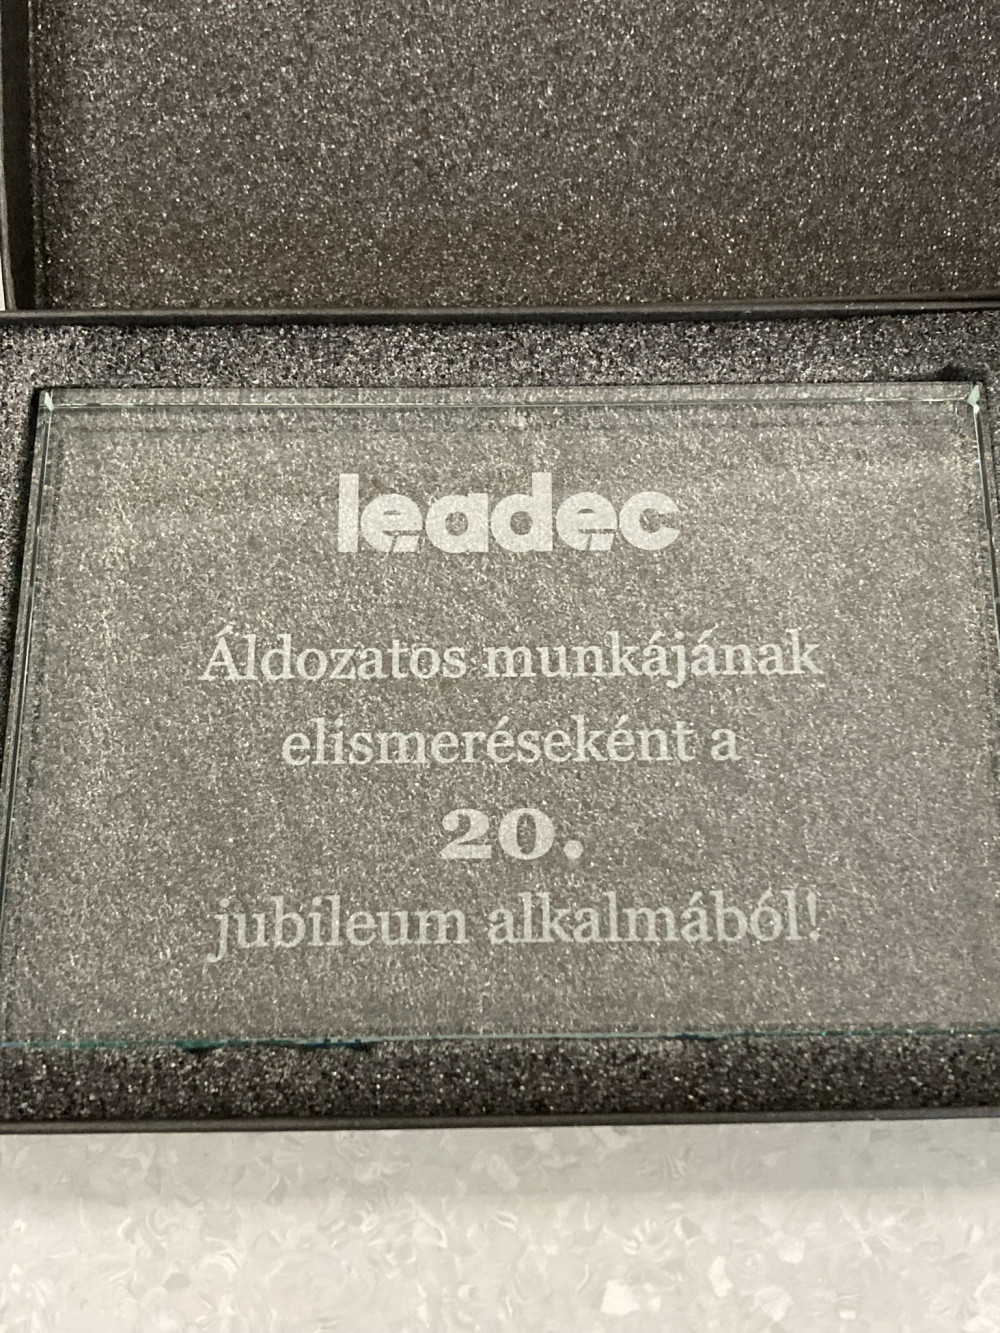 leadec
Áldozatos munkájának
elismeréseként a
20.
jubileum alkalmából!